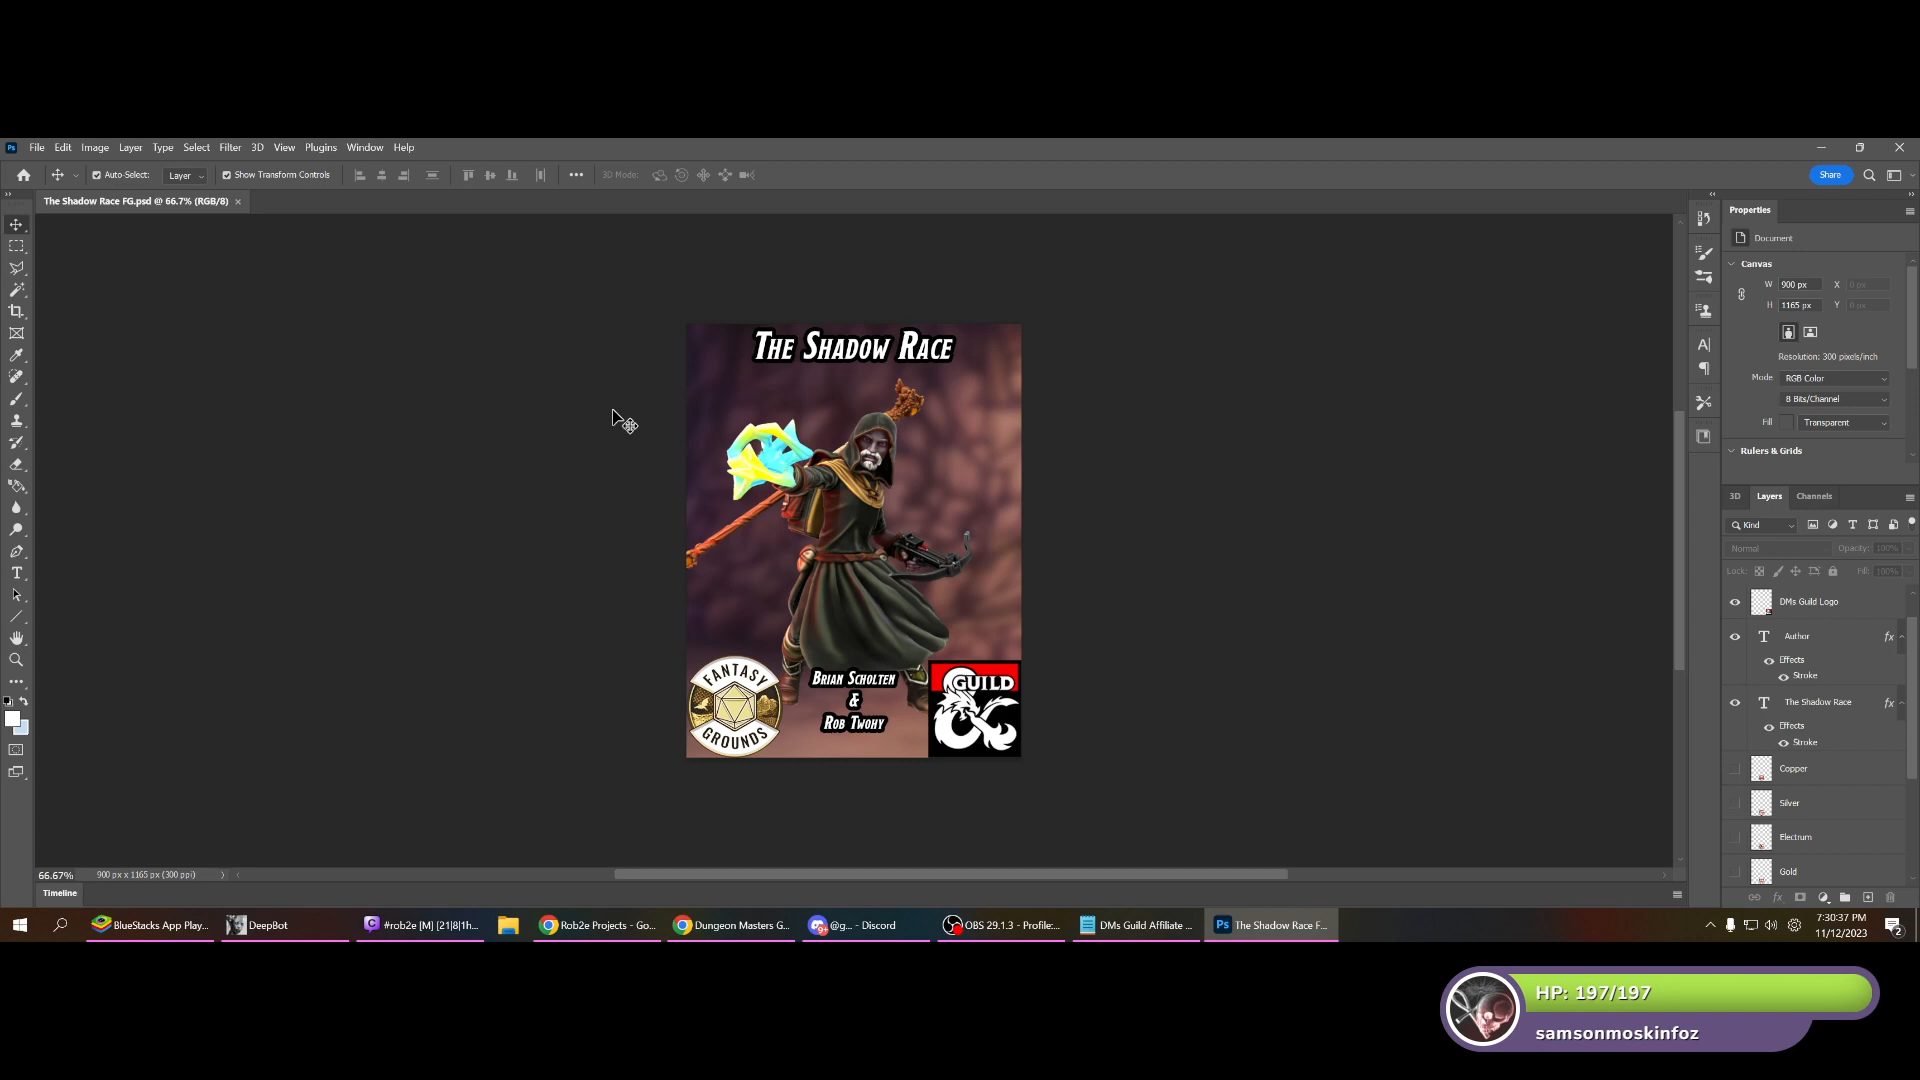 Ps File Edit Image Layer Type Select Filter 3D View Plugins Window Help
Auto-Select: Layer Show Transform Controls 3D Mode: Share
The Shadow Race FG.psd @ 66.7% (RGB/8)
Properties
Document
Canvas
W 900 px X 0 px
H 1165 px Y 0 px
Resolution: 300 pixels/inch
Mode RGB Color
8 Bits/Channel
Fill Transparent
Rulers & Grids
3D Layers Channels
Kind
Normal Opacity: 100%
Lock: Fill: 100%
DMs Guild Logo
Author fx
Effects
Stroke
The Shadow Race fx
Effects
Stroke
Copper
Silver
Electrum
Gold
The Shadow Race
Brian Scholten
&
Rob Twohy
FANTASY
GROUNDS
GUILD
66.67% 900 px x 1165 px (300 ppi)
Timeline
BlueStacks App Play... DeepBot #rob2e [M] [21|8|1h... Rob2e Projects - Go... Dungeon Masters G... @g... - Discord OBS 29.1.3 - Profile:... DMs Guild Affiliate ... Ps The Shadow Race F...
7:30:37 PM
11/12/2023
2
HP: 197/197
samsonmoskinfoz